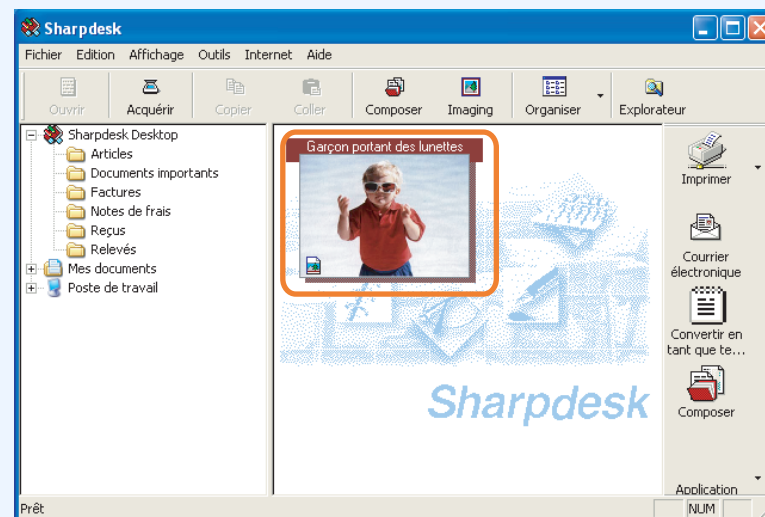 Sharpdesk
Fichier Edition Affichage Outils Internet Aide
Ouvrir Acquérir Copier Coller Composer Imaging Organiser Explorateur
Sharpdesk Desktop
Articles
Documents importants
Factures
Notes de frais
Reçus
Relevés
Mes documents
Poste de travail
Garçon portant des lunettes
Sharpdesk
Imprimer
Courrier
électronique
Convertir en
tant que te...
Composer
Application
Prêt
NUM